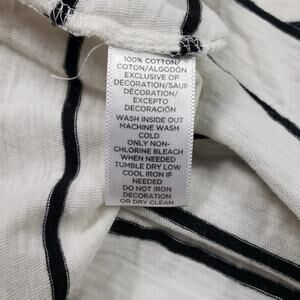 100% COTTON/
COTON/ALGODÓN
EXCLUSIVE OF
DECORATION/SAUF
DÉCORATION/
EXCEPTO
DECORACIÓN
WASH INSIDE OUT
MACHINE WASH
COLD
ONLY NON-
CHLORINE BLEACH
WHEN NEEDED
TUMBLE DRY LOW
COOL IRON IF
NEEDED
DO NOT IRON
DECORATION
OR DRY CLEAN